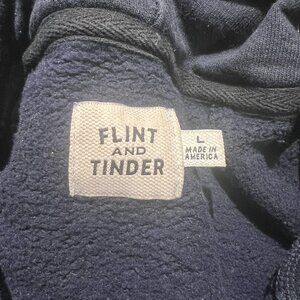 FLINT
AND
TINDER
L
MADE IN
AMERICA